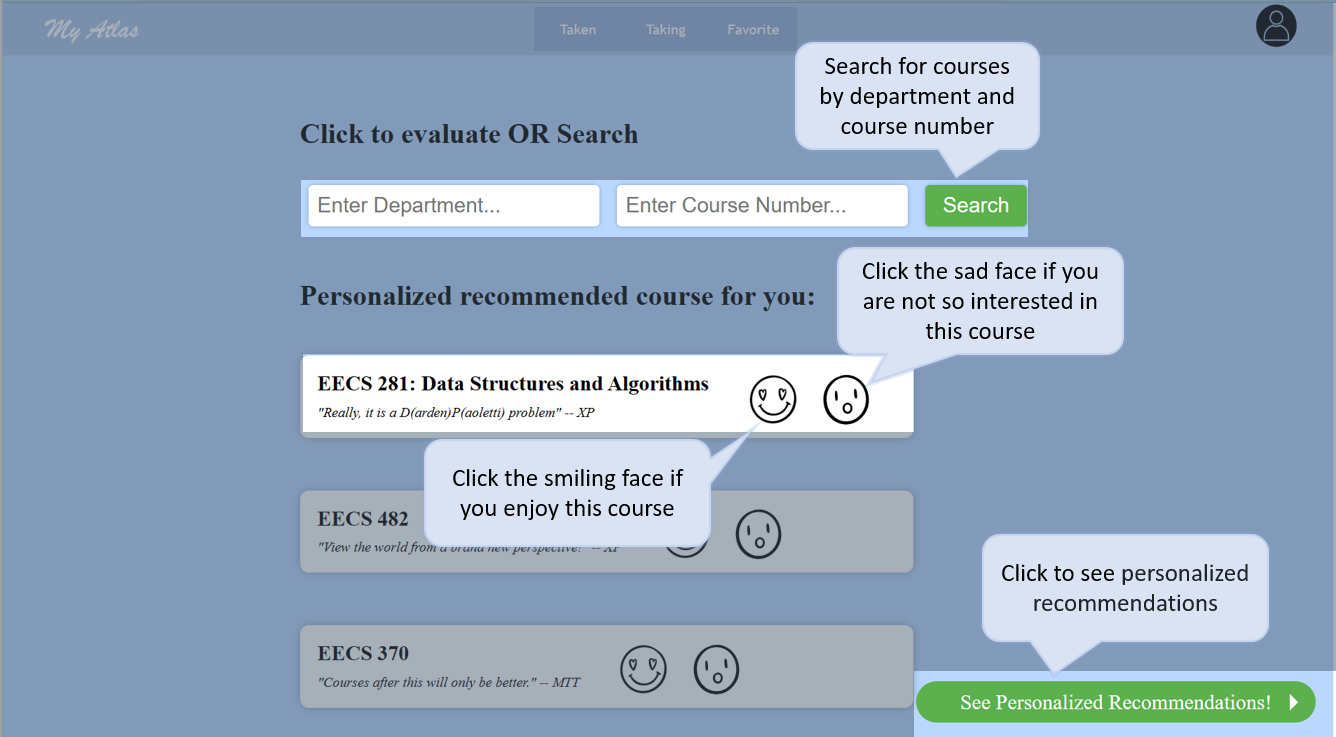 My Atlas
Taken Taking Favorite
Search for courses
by department and
course number
Click to evaluate OR Search
Enter Department... Enter Course Number... Search
Click the sad face if you
are not so interested in
this course
Personalized recommended course for you:
EECS 281: Data Structures and Algorithms
"Really, it is a D(arden)P(aoletti) problem" -- XP
Click the smiling face if
you enjoy this course
EECS 482
"View the world from a brand new perspective!" -- XP
Click to see personalized
recommendations
EECS 370
"Courses after this will only be better." -- MTT
See Personalized Recommendations!